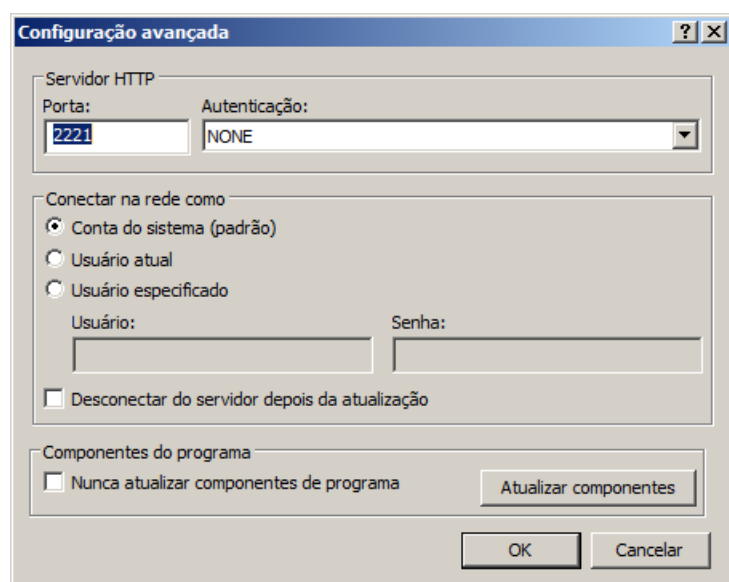 Configuração avançada
Servidor HTTP
Porta: Autenticação:
2221 NONE
Conectar na rede como
Conta do sistema (padrão)
Usuário atual
Usuário especificado
Usuário: Senha:
Desconectar do servidor depois da atualização
Componentes do programa
Nunca atualizar componentes de programa Atualizar componentes
OK Cancelar